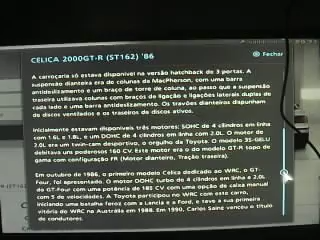 CELICA 2000GT-R (ST162) '86
Fechar
A carroçaria só estava disponível na versão hatchback de 3 portas. A
suspensão dianteira era do colunas da MacPherson, com uma barra
antideslizamento e um braço de torre de coluna, ao passo que a suspensão
traseira utilizava colunas com braços de ligação e ligações laterais duplas de
cada lado e uma barra antideslizamento. Os travões dianteiros dispunham
de discos ventilados e os traseiros da discos ativos.
Inicialmente estavam disponíveis três motores: SOHC de 4 cilindros em linha
com 1.6L e 1.8L, e um DOHC de 4 cilindros em linha com 2.0L. O motor de
2.0L era um twin-cam desportivo, o orgulho da Toyota. O modelo 3S-GELU
debitava uns poderosos 160 CV. Este motor era o do modelo GT-R topo de
gama com configuração FR (Motor dianteiro, Tração traseira).
Em outubro de 1986, o primeiro modelo Celica dedicado ao WRC, o GT-
Four, foi apresentado. O motor DOHC turbo de 4 cilindros em linha e 2.0L
do GT-Four com uma potência de 185 CV com uma opção de caixa manual
com 5 de velocidades. A Toyota participou no WRC com este carro,
iniciando uma batalha feroz com a Lancia e a Ford, e teve a sua primeira
vitória do WRC na Austrália em 1988. Em 1990, Carlos Sainz venceu o título
de condutores.